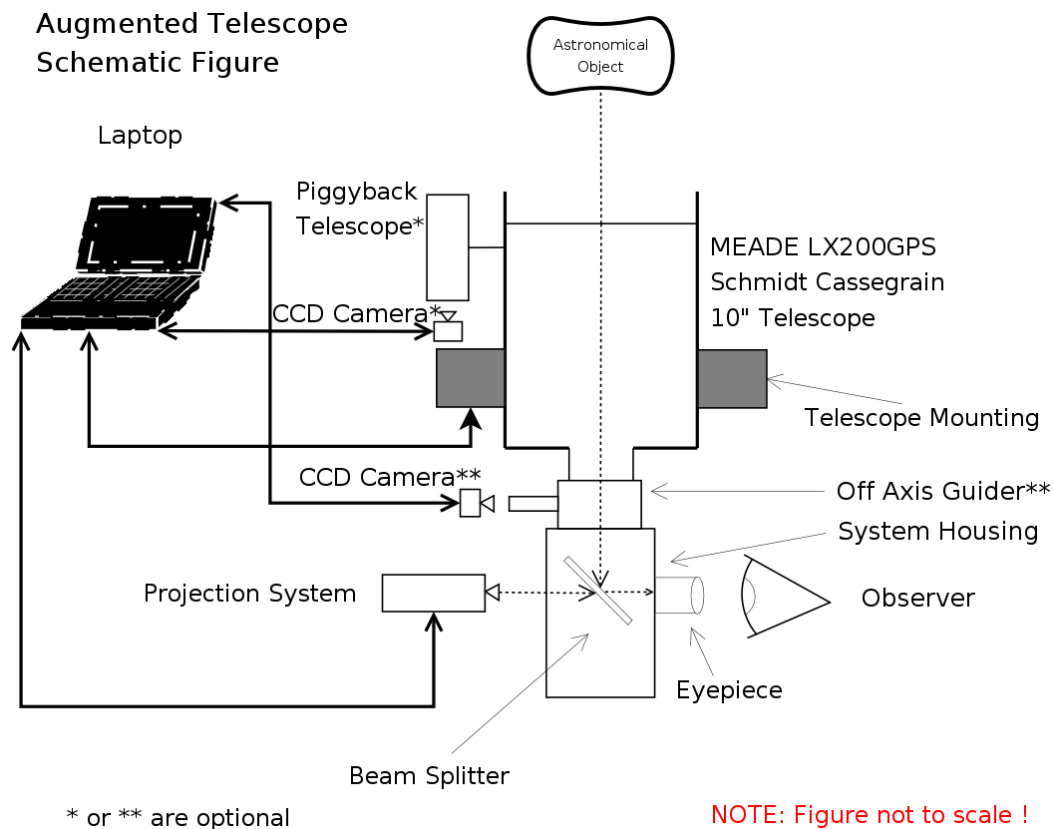 Augmented Telescope
Schematic Figure
Astronomical
Object
Laptop
Piggyback
Telescope*
MEADE LX200GPS
Schmidt Cassegrain
10" Telescope
CCD Camera*
Telescope Mounting
CCD Camera**
Off Axis Guider**
System Housing
Projection System
Observer
Eyepiece
Beam Splitter
* or ** are optional
NOTE: Figure not to scale !